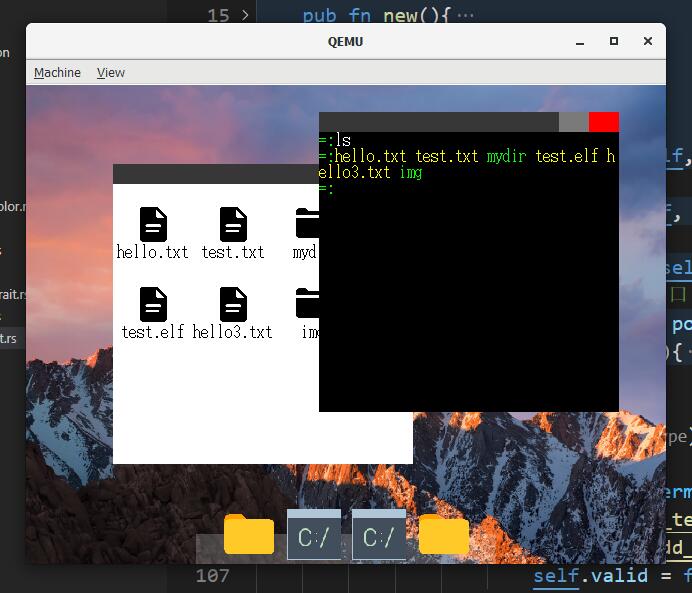 15 > pub fn new(){···
QEMU
Machine View
=:ls
=:hello.txt test.txt mydir test.elf h
ello3.txt img
=:
hello.txt test.txt myd
test.elf hello3.txt im
C:/ C:/
on
olor.r
rait.rs
t.rs
elf,
sel
po
){
pe)
erm
_te
dd_
107 self.valid = f